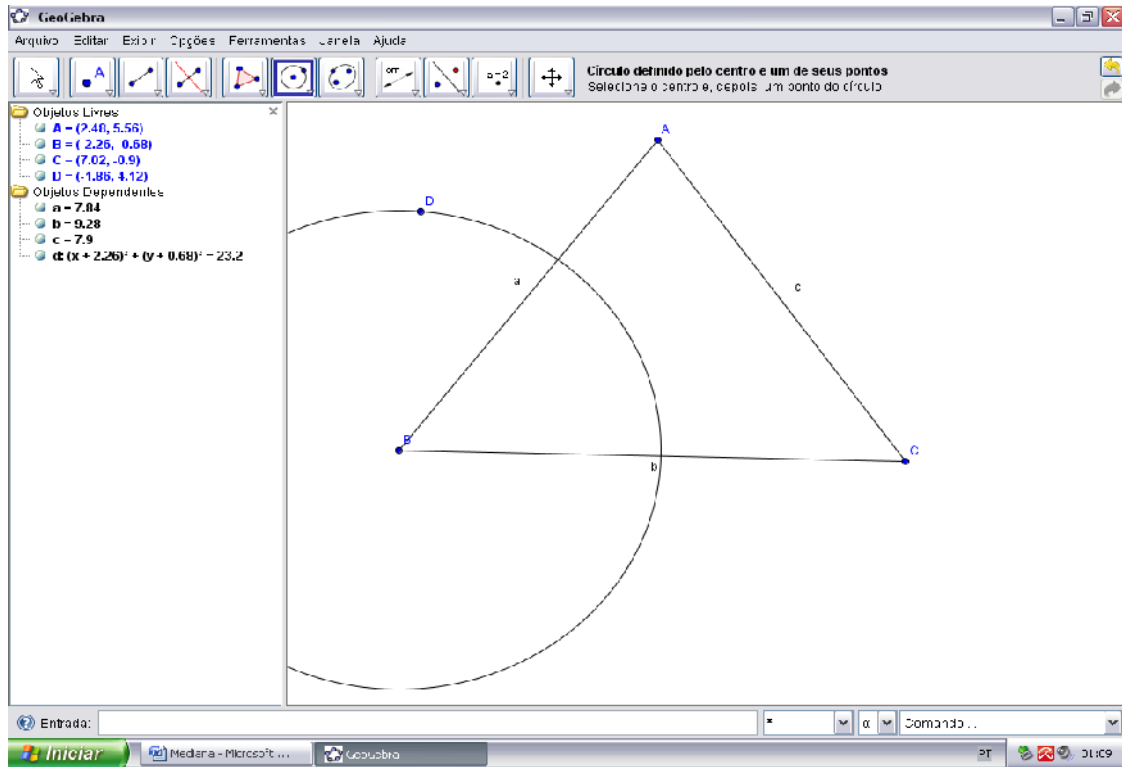 GeoGebra
Arquivo Editar Exibir Opções Ferramentas Janela Ajuda
A
a=2
Círculo definido pelo centro e um de seus pontos
Selecione o centro e, depois, um ponto do círculo
Objetos Livres
A = (2.48, 5.56)
B = (-2.26, -0.68)
C = (7.02, -0.9)
D = (-1.86, 4.12)
Objetos Dependentes
a = 7.84
b = 9.28
c = 7.9
d: (x + 2.26)² + (y + 0.68)² = 23.2
A
D
a
c
B
b
C
Entrada:
α
Comando ...
Iniciar
Mediana - Microsoft ...
GeoGebra
PT
01:09